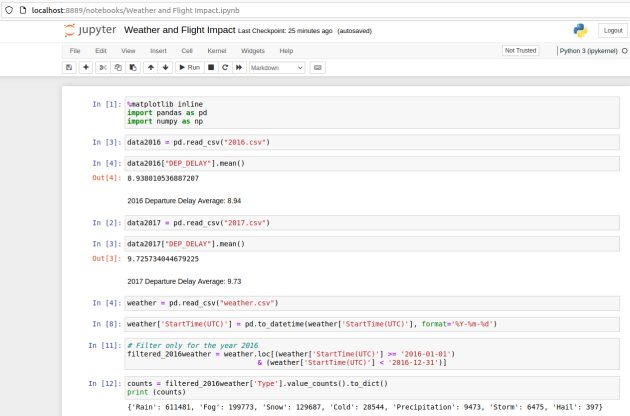 localhost:8889/notebooks/Weather and Flight Impact.ipynb
jupyter Weather and Flight Impact Last Checkpoint: 25 minutes ago (autosaved) Logout
File Edit View Insert Cell Kernel Widgets Help Not Trusted Python 3 (ipykernel)
Run Markdown
In [1]: %matplotlib inline
import pandas as pd
import numpy as np
In [3]: data2016 = pd.read_csv("2016.csv")
In [4]: data2016["DEP_DELAY"].mean()
Out[4]: 8.938010536887207
2016 Departure Delay Average: 8.94
In [2]: data2017 = pd.read_csv("2017.csv")
In [3]: data2017["DEP_DELAY"].mean()
Out[3]: 9.725734044679225
2017 Departure Delay Average: 9.73
In [4]: weather = pd.read_csv("weather.csv")
In [8]: weather['StartTime(UTC)'] = pd.to_datetime(weather['StartTime(UTC)'], format='%Y-%m-%d')
In [11]: # Filter only for the year 2016
filtered_2016weather = weather.loc[(weather['StartTime(UTC)'] >= '2016-01-01')
& (weather['StartTime(UTC)'] < '2016-12-31')]
In [12]: counts = filtered_2016weather['Type'].value_counts().to_dict()
print (counts)
{'Rain': 611481, 'Fog': 199773, 'Snow': 129687, 'Cold': 28544, 'Precipitation': 9473, 'Storm': 6475, 'Hail': 397}